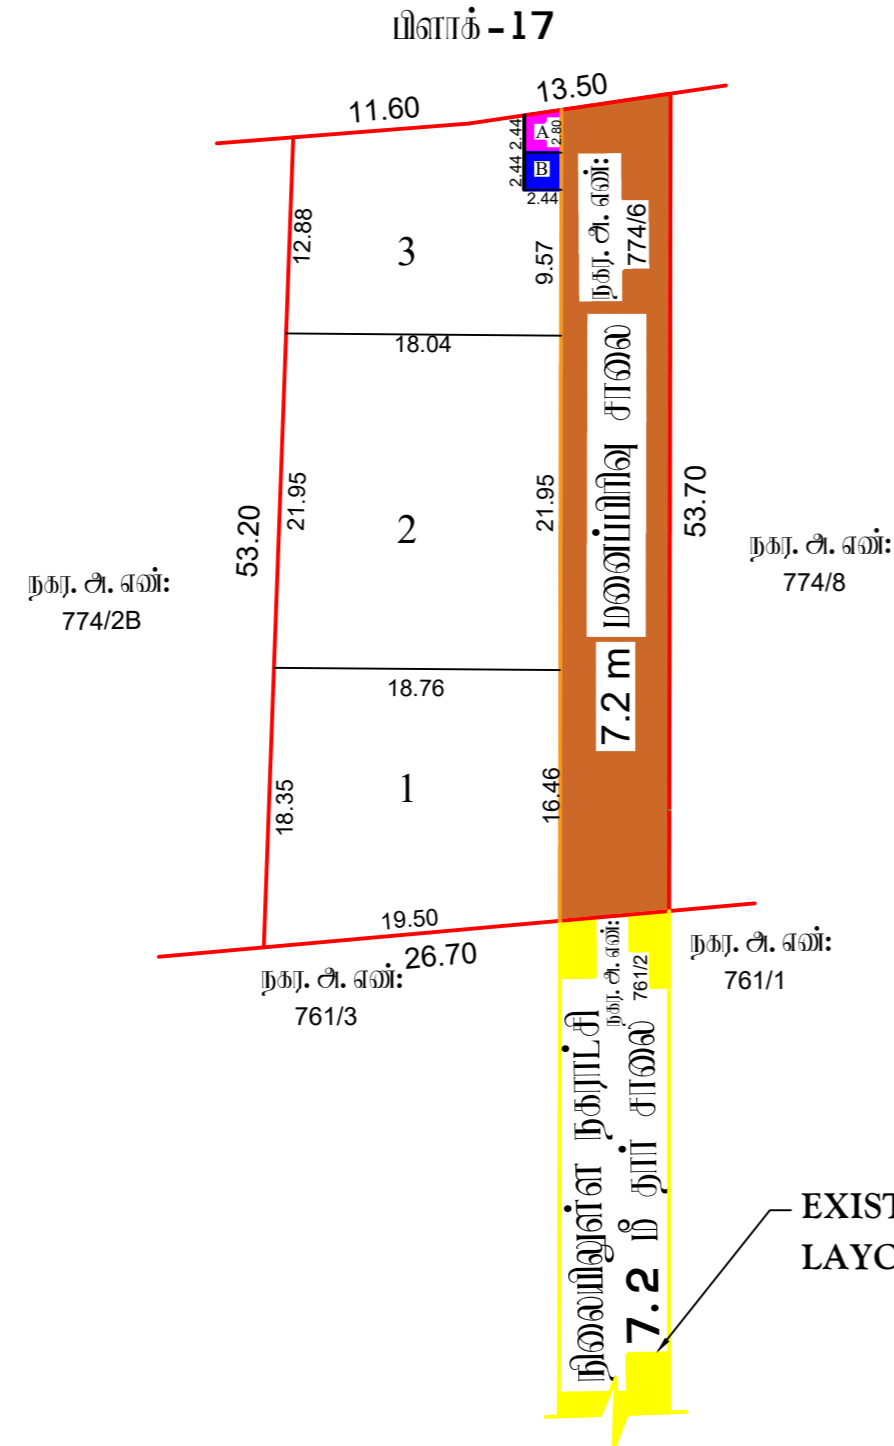 பிளாக் - 17
11.60
13.50
2.44
A
2.80
2.44
B
2.44
நகர. அ. எண்:
774/6
12.88
3
9.57
18.04
7.2 m மனைப்பிரிவு சாலை
53.20
21.95
2
21.95
53.70
நகர. அ. எண்:
774/2B
நகர. அ. எண்:
774/8
18.76
18.35
1
16.46
19.50
26.70
நகர. அ. எண்:
761/3
நகர. அ. எண்:
761/2
நகர. அ. எண்:
761/1
நிலையிலுள்ள நகராட்சி
7.2 ம் தார் சாலை
EXIST
LAYO